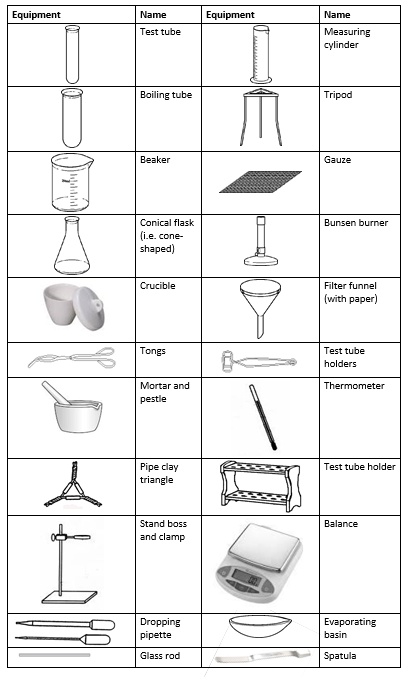 Equipment Name Equipment Name
Test tube
Measuring
cylinder
Boiling tube
Tripod
Beaker
Gauze
Conical flask
(i.e. cone-
shaped)
Bunsen burner
Crucible
Filter funnel
(with paper)
Tongs
Test tube
holders
Mortar and
pestle
Thermometer
Pipe clay
triangle
Test tube holder
Stand boss
and clamp
Balance
Dropping
pipette
Evaporating
basin
Glass rod
Spatula